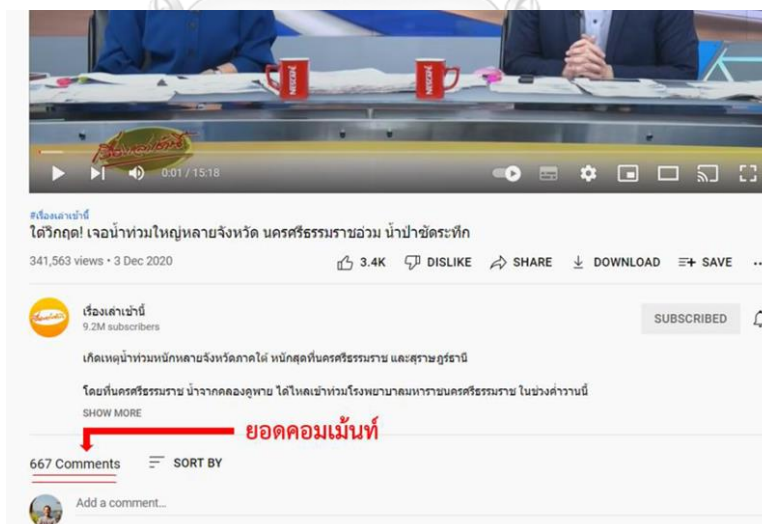 NESCAFÉ
NESCAFÉ
เรื่องเล่าเช้านี้
0:01 / 15:18
#เรื่องเล่าเช้านี้
ใต้วิกฤต! เจอน้ำท่วมใหญ่หลายจังหวัด นครศรีธรรมราชอ่วม น้ำป่าซัดระทึก
341,563 views • 3 Dec 2020 3.4K DISLIKE SHARE DOWNLOAD SAVE ...
เรื่องเล่าเช้านี้
9.2M subscribers
SUBSCRIBED
เกิดเหตุน้ำท่วมหนักหลายจังหวัดภาคใต้ หนักสุดที่นครศรีธรรมราช และสุราษฎร์ธานี
โดยที่นครศรีธรรมราช น้ำจากคลองคูพาย ได้ไหลเข้าท่วมโรงพยาบาลมหาราชนครศรีธรรมราช ในช่วงค่ำวานนี้
SHOW MORE
ยอดคอมเม้นท์
667 Comments SORT BY
Add a comment...